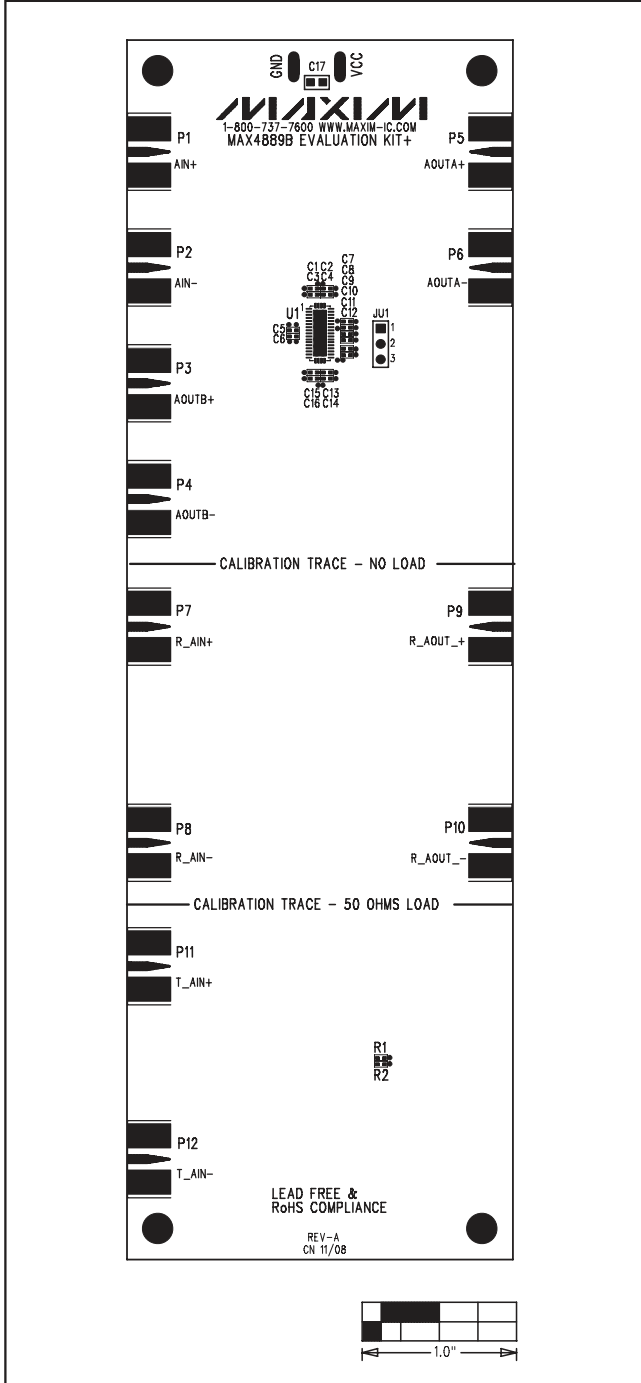 GND
C17
VCC
MAXIM
1-800-737-7600 WWW.MAXIM-IC.COM
MAX4889B EVALUATION KIT+
P1
AIN+
P5
AOUTA+
P2
AIN-
P6
AOUTA-
C1 C2
C3 C4
C7
C8
C9
C10
C11
C12
U1
1
C5
C6
JU1
1
2
3
C15 C13
C16 C14
P3
AOUTB+
P4
AOUTB-
CALIBRATION TRACE - NO LOAD
P7
R_AIN+
P9
R_AOUT_+
P8
R_AIN-
P10
R_AOUT_-
CALIBRATION TRACE - 50 OHMS LOAD
P11
T_AIN+
R1
R2
P12
T_AIN-
LEAD FREE &
RoHS COMPLIANCE
REV-A
CN 11/08
1.0"